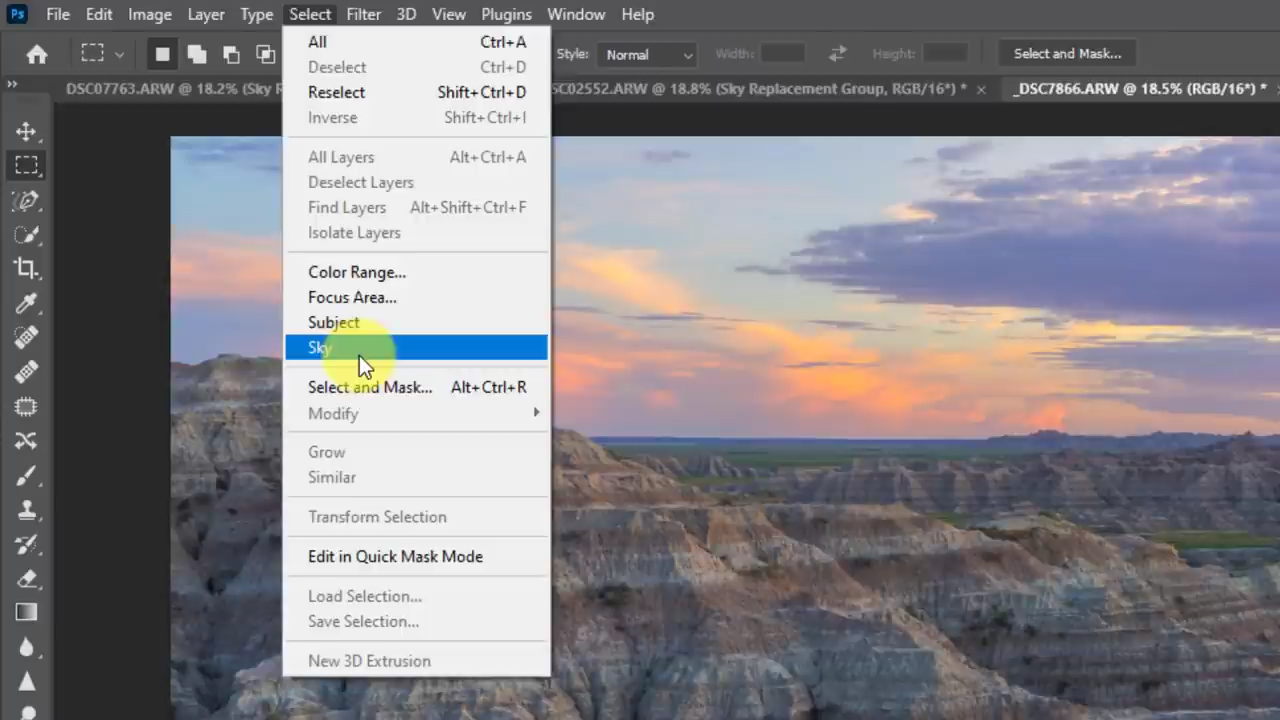 Ps File Edit Image Layer Type Select Filter 3D View Plugins Window Help
Style: Normal Width: Height: Select and Mask...
DSC07763.ARW @ 18.2% (Sky R SC02552.ARW @ 18.8% (Sky Replacement Group, RGB/16*) * × _DSC7866.ARW @ 18.5% (RGB/16*) *
All Ctrl+A
Deselect Ctrl+D
Reselect Shift+Ctrl+D
Inverse Shift+Ctrl+I
All Layers Alt+Ctrl+A
Deselect Layers
Find Layers Alt+Shift+Ctrl+F
Isolate Layers
Color Range...
Focus Area...
Subject
Sky
Select and Mask... Alt+Ctrl+R
Modify
Grow
Similar
Transform Selection
Edit in Quick Mask Mode
Load Selection...
Save Selection...
New 3D Extrusion